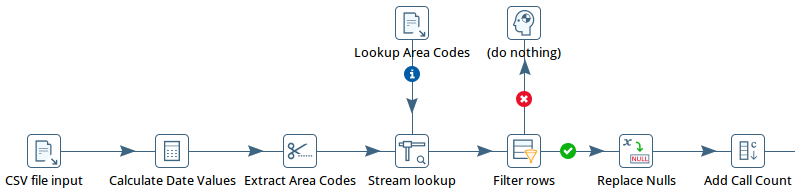 Lookup Area Codes
(do nothing)
CSV file input
Calculate Date Values
Extract Area Codes
Stream lookup
Filter rows
x
NULL
Replace Nulls
c
Add Call Count